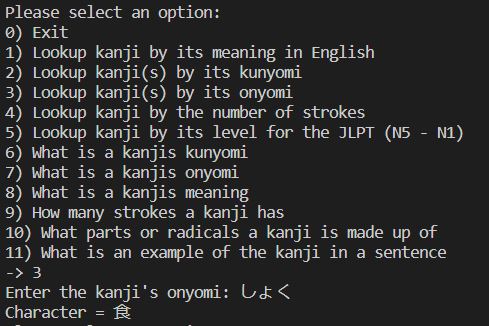 Please select an option:
0) Exit
1) Lookup kanji by its meaning in English
2) Lookup kanji(s) by its kunyomi
3) Lookup kanji(s) by its onyomi
4) Lookup kanji by the number of strokes
5) Lookup kanji by its level for the JLPT (N5 - N1)
6) What is a kanjis kunyomi
7) What is a kanjis onyomi
8) What is a kanjis meaning
9) How many strokes a kanji has
10) What parts or radicals a kanji is made up of
11) What is an example of the kanji in a sentence
-> 3
Enter the kanji's onyomi: しょく
Character = 食